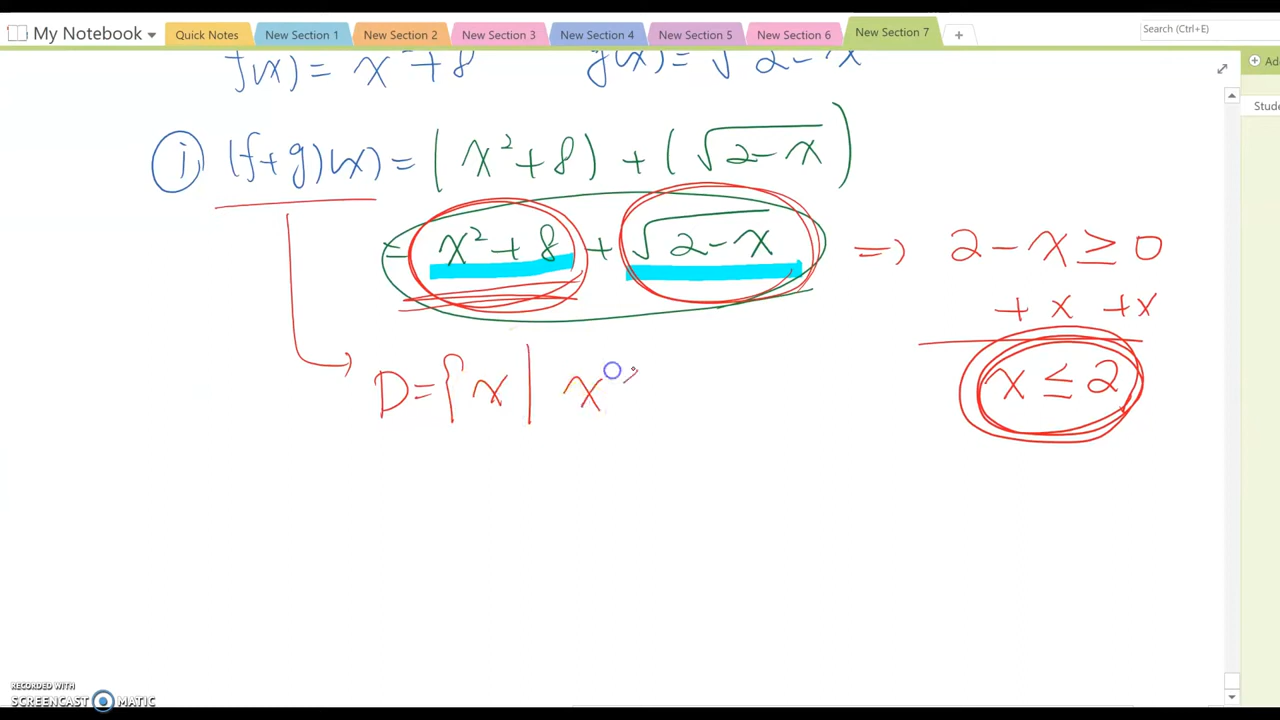 My Notebook Quick Notes New Section 1 New Section 2 New Section 3 New Section 4 New Section 5 New Section 6 New Section 7 + Search (Ctrl+E)
f(x) = x² + 8 g(x) = √2 - x
i (f+g)(x) = (x² + 8) + (√2 - x)
= x² + 8 + √2 - x => 2 - x ≥ 0
+ x + x
x ≤ 2
D = { x | x
Stude
RECORDED WITH
SCREENCAST MATIC